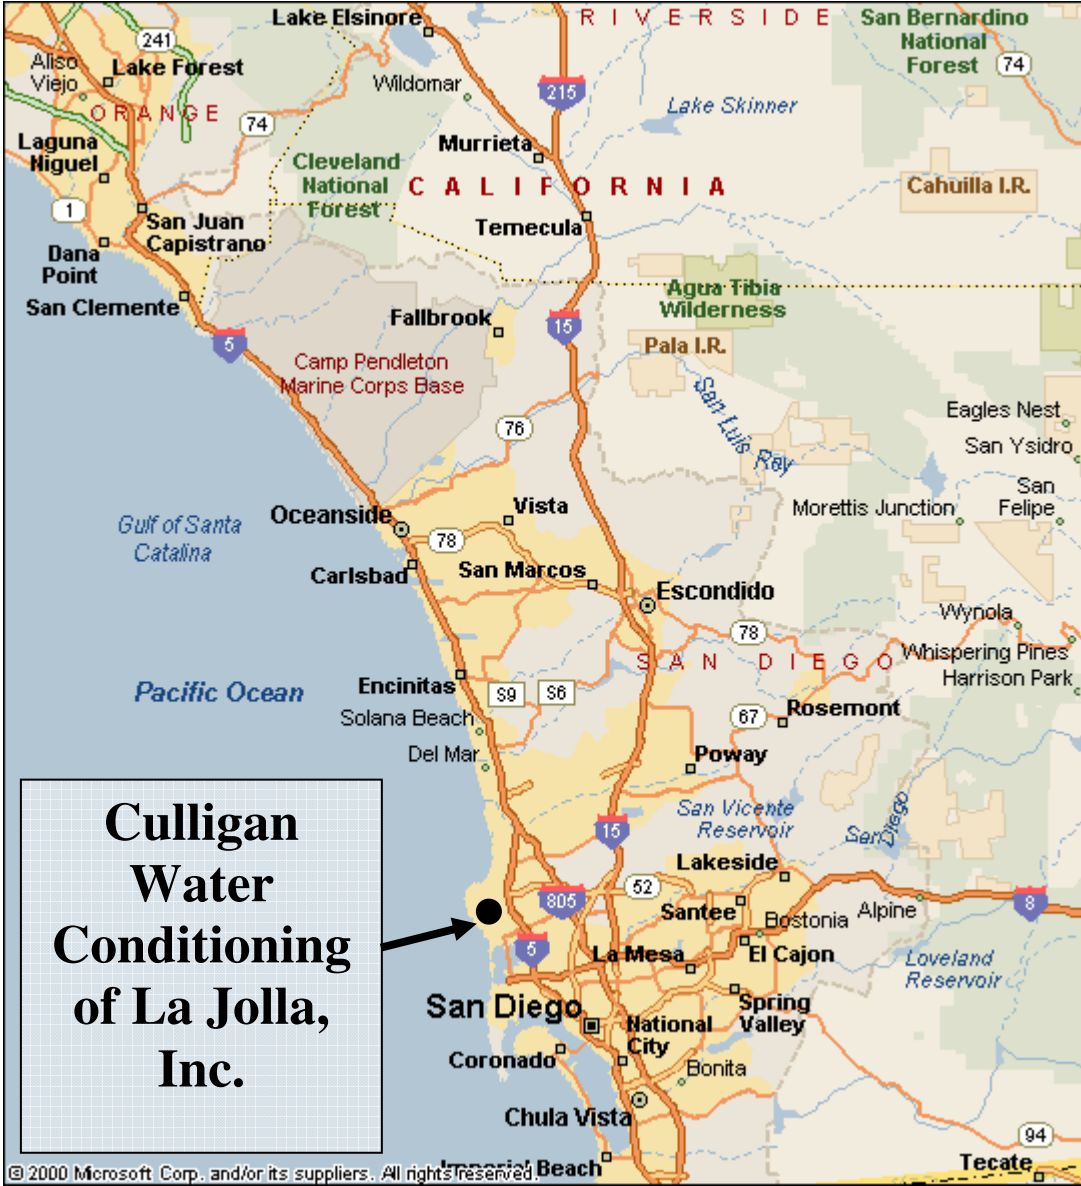 Lake Elsinore
RIVERSIDE
San Bernardino
National
Forest
241
74
Aliso
Viejo
Lake Forest
Wildomar
215
Lake Skinner
ORANGE
74
Laguna
Niguel
Murrieta
Cleveland
National
Forest
CALIFORNIA
Cahuilla I.R.
1
San Juan
Capistrano
Temecula
Dana
Point
San Clemente
Agua Tibia
Wilderness
Fallbrook
15
5
Pala I.R.
Camp Pendleton
Marine Corps Base
San Luis Rey
Eagles Nest
76
San Ysidro
San
Felipe
Morettis Junction
Oceanside
Vista
Gulf of Santa
Catalina
78
Carlsbad
San Marcos
Escondido
Wynola
78
SAN DIEGO
Whispering Pines
Harrison Park
Encinitas
S9
S6
Pacific Ocean
Solana Beach
67
Rosemont
Del Mar
Poway
Culligan
Water
Conditioning
of La Jolla,
Inc.
San Vicente
Reservoir
San Diego
15
Lakeside
52
805
Santee
Bostonia
Alpine
8
5
La Mesa
El Cajon
Loveland
Reservoir
San Diego
Spring
Valley
National
City
Coronado
Bonita
Chula Vista
94
Imperial Beach
Tecate
© 2000 Microsoft Corp. and/or its suppliers. All rights reserved.